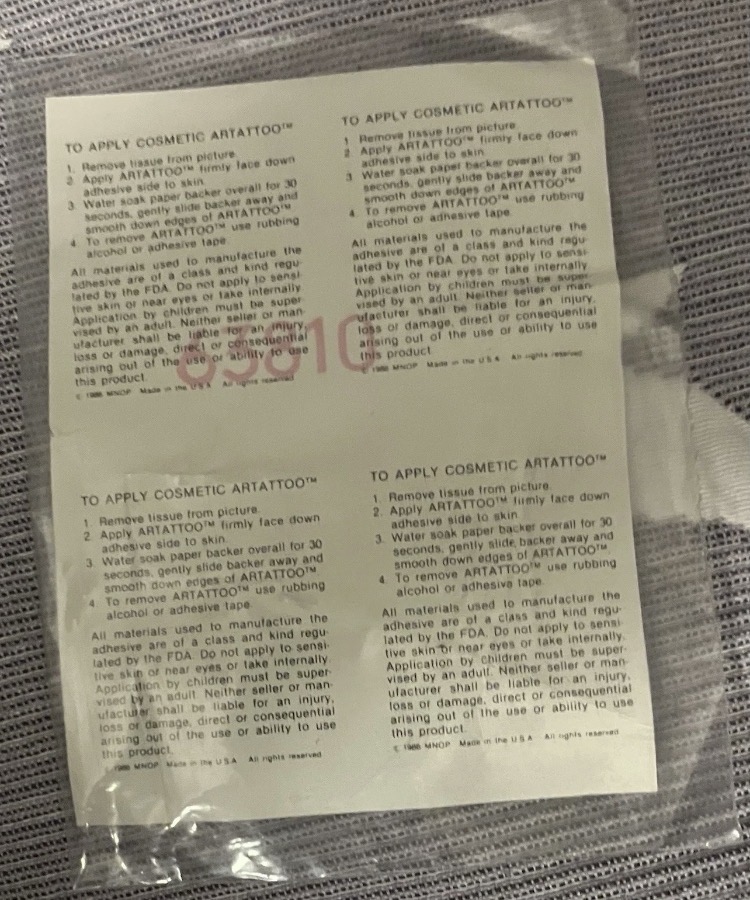 TO APPLY COSMETIC ARTATTOO™
1. Remove tissue from picture.
2. Apply ARTATTOO™ firmly face down
adhesive side to skin.
3. Water soak paper backer overall for 30
seconds, gently slide backer away and
smooth down edges of ARTATTOO™.
4. To remove ARTATTOO™ use rubbing
alcohol or adhesive tape.
All materials used to manufacture the
adhesive are of a class and kind regu-
lated by the FDA. Do not apply to sensi-
tive skin or near eyes or take internally.
Application by children must be super-
vised by an adult. Neither seller or man-
ufacturer shall be liable for an injury,
loss or damage, direct or consequential
arising out of the use or ability to use
this product.
© 1988 MNOP Made in the U.S.A. All rights reserved
TO APPLY COSMETIC ARTATTOO™
1. Remove tissue from picture.
2. Apply ARTATTOO™ firmly face down
adhesive side to skin.
3. Water soak paper backer overall for 30
seconds, gently slide backer away and
smooth down edges of ARTATTOO™.
4. To remove ARTATTOO™ use rubbing
alcohol or adhesive tape.
All materials used to manufacture the
adhesive are of a class and kind regu-
lated by the FDA. Do not apply to sensi-
tive skin or near eyes or take internally.
Application by children must be super-
vised by an adult. Neither seller or man-
ufacturer shall be liable for an injury,
loss or damage, direct or consequential
arising out of the use or ability to use
this product.
© 1988 MNOP Made in the U.S.A. All rights reserved
63810
TO APPLY COSMETIC ARTATTOO™
1. Remove tissue from picture.
2. Apply ARTATTOO™ firmly face down
adhesive side to skin.
3. Water soak paper backer overall for 30
seconds, gently slide backer away and
smooth down edges of ARTATTOO™.
4. To remove ARTATTOO™ use rubbing
alcohol or adhesive tape.
All materials used to manufacture the
adhesive are of a class and kind regu-
lated by the FDA. Do not apply to sensi-
tive skin or near eyes or take internally.
Application by children must be super-
vised by an adult. Neither seller or man-
ufacturer shall be liable for an injury,
loss or damage, direct or consequential
arising out of the use or ability to use
this product.
© 1988 MNOP Made in the U.S.A. All rights reserved
TO APPLY COSMETIC ARTATTOO™
1. Remove tissue from picture.
2. Apply ARTATTOO™ firmly face down
adhesive side to skin.
3. Water soak paper backer overall for 30
seconds, gently slide backer away and
smooth down edges of ARTATTOO™.
4. To remove ARTATTOO™ use rubbing
alcohol or adhesive tape.
All materials used to manufacture the
adhesive are of a class and kind regu-
lated by the FDA. Do not apply to sensi-
tive skin or near eyes or take internally.
Application by children must be super-
vised by an adult. Neither seller or man-
ufacturer shall be liable for an injury,
loss or damage, direct or consequential
arising out of the use or ability to use
this product.
© 1988 MNOP Made in the U.S.A. All rights reserved